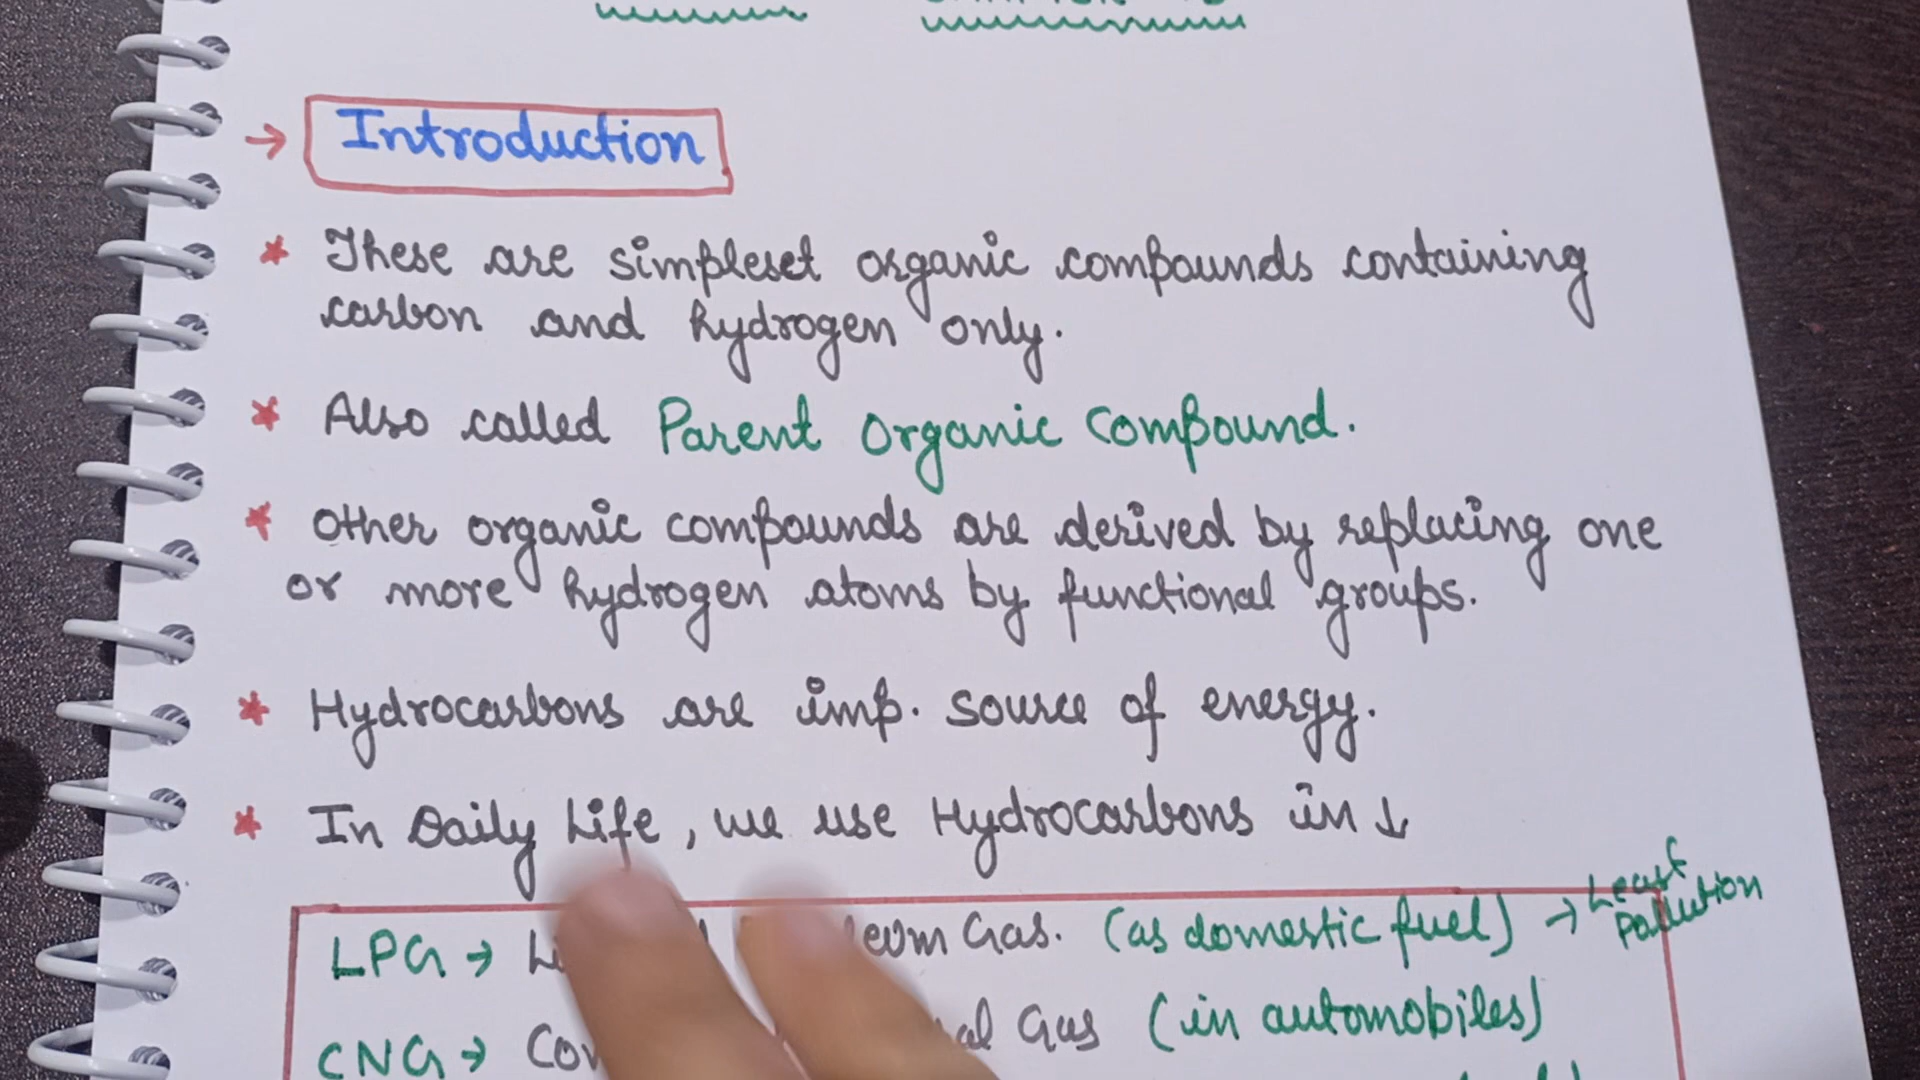 → Introduction
* These are simpleset organic compounds containing
carbon and hydrogen only.
* Also called Parent Organic Compound.
* Other organic compounds are derived by replacing one
or more hydrogen atoms by functional groups.
* Hydrocarbons are imp. source of energy.
* In Daily Life, we use Hydrocarbons in ↓
LPG → Gas. (as domestic fuel) → Least
Pollution
CNG → Gas (in automobiles)